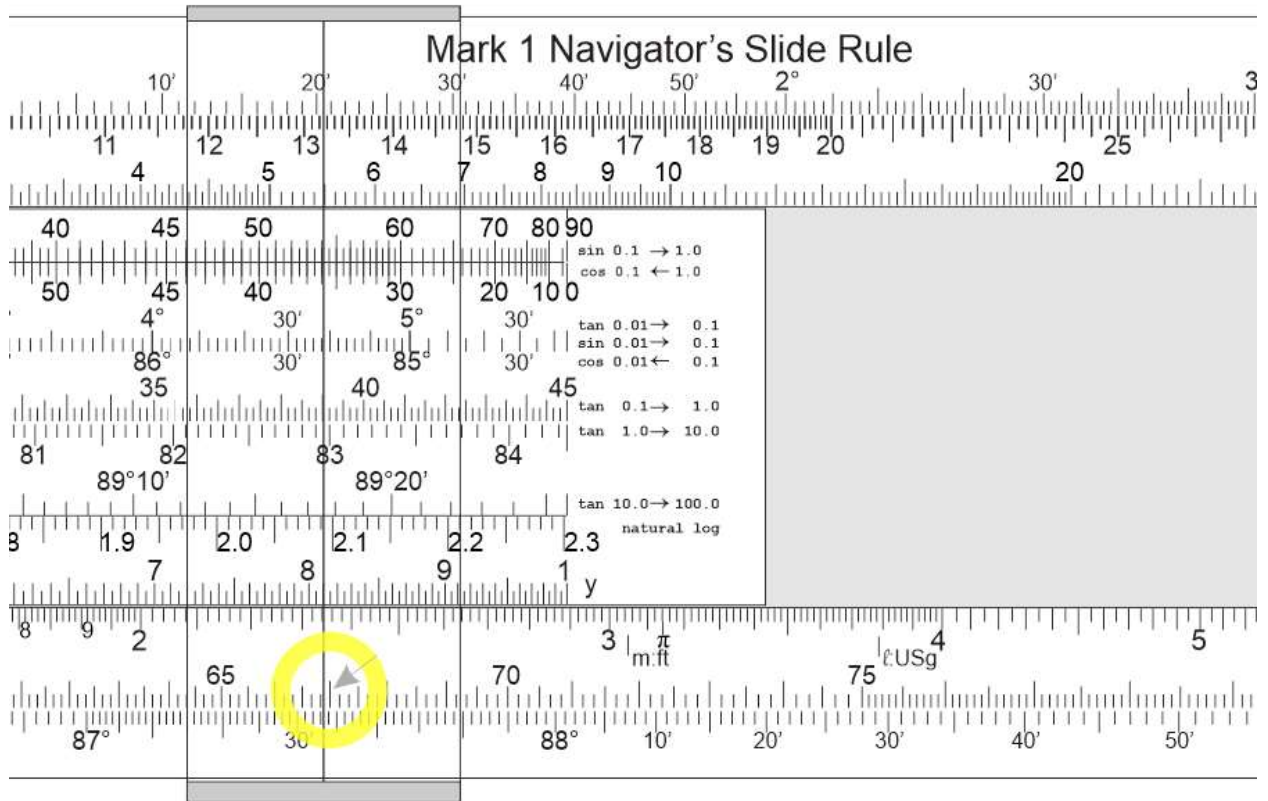 Mark 1 Navigator's Slide Rule
10' 20' 30' 40' 50' 2° 30' 3
11 12 13 14 15 16 17 18 19 20 25
4 5 6 7 8 9 10 20
40 45 50 60 70 80 90
sin 0.1 → 1.0
cos 0.1 ← 1.0
50 45 40 30 20 10 0
4° 30' 5° 30'
tan 0.01→ 0.1
sin 0.01→ 0.1
cos 0.01← 0.1
86° 30' 85° 30'
35 40 45
tan 0.1→ 1.0
tan 1.0→ 10.0
81 82 83 84
89°10' 89°20'
tan 10.0→100.0
natural log
8 1.9 2.0 2.1 2.2 2.3
7 8 9 1 y
8 9 2 3 π 4 5
m:ft ℓ:USg
65 70 75
87° 30' 88° 10' 20' 30' 40' 50'